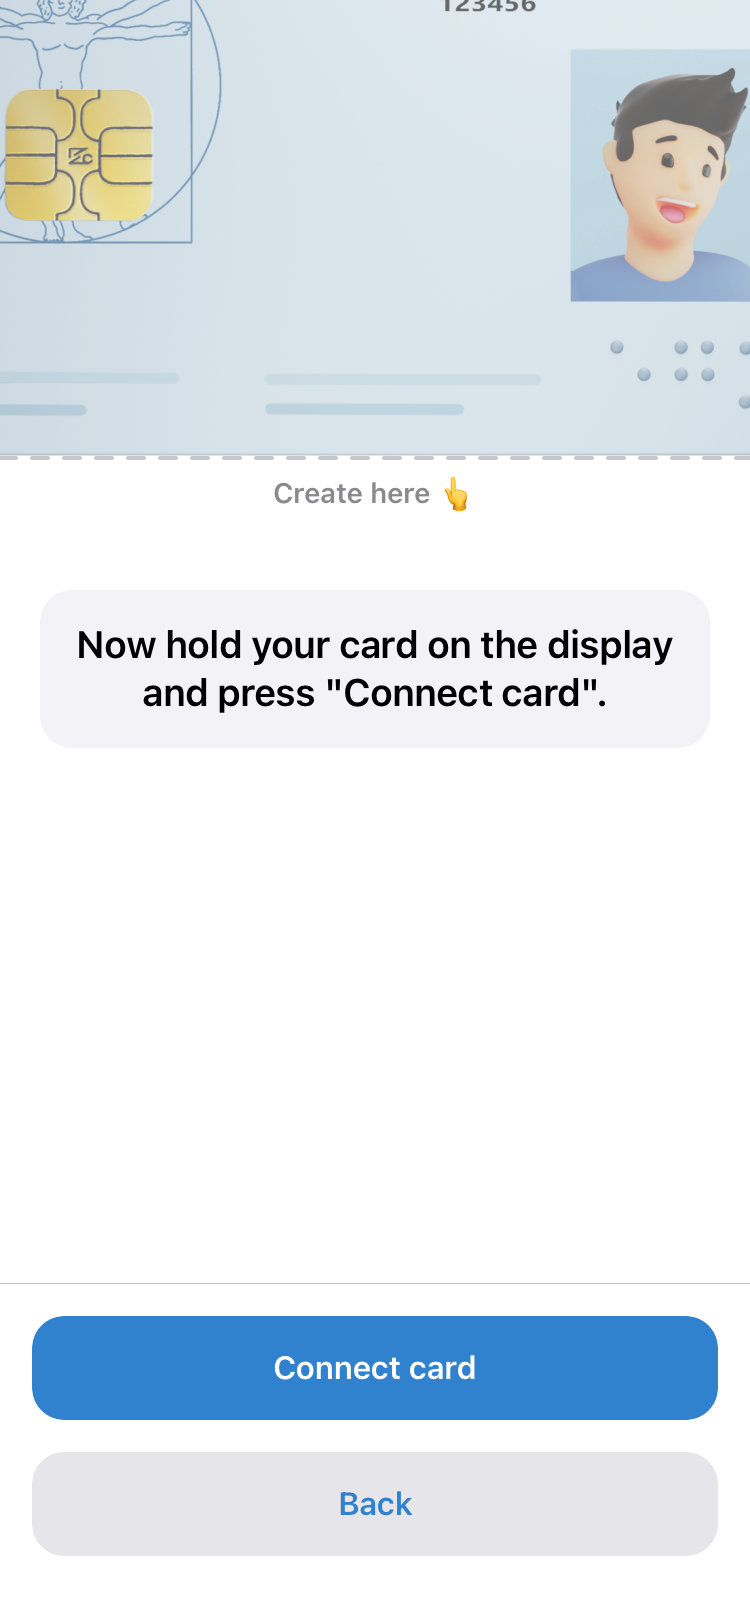 123456
Create here 👆
Now hold your card on the display
and press "Connect card".
Connect card
Back